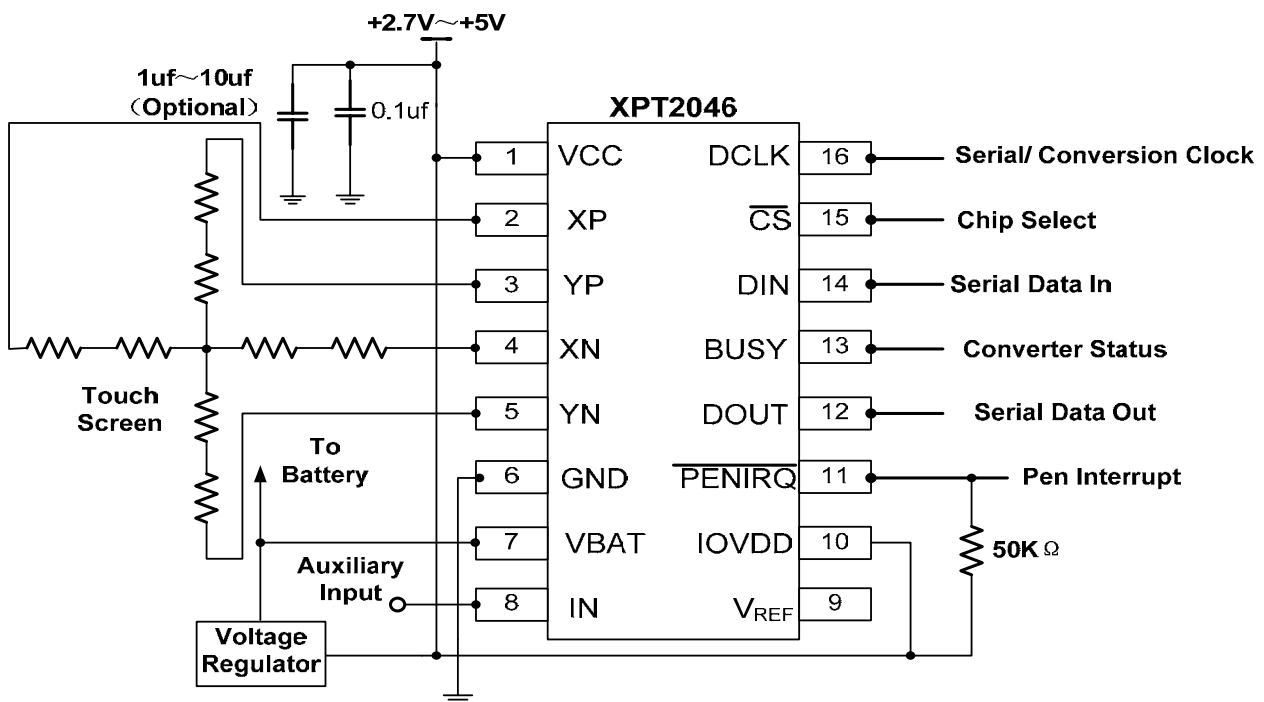 +2.7V～+5V
1uf～10uf
（Optional）
0.1uf
XPT2046
1 VCC DCLK 16 Serial/ Conversion Clock
2 XP CS 15 Chip Select
3 YP DIN 14 Serial Data In
4 XN BUSY 13 Converter Status
Touch
Screen
5 YN DOUT 12 Serial Data Out
To
Battery
6 GND PENIRQ 11 Pen Interrupt
7 VBAT IOVDD 10 50KΩ
Auxiliary
Input
8 IN VREF 9
Voltage
Regulator